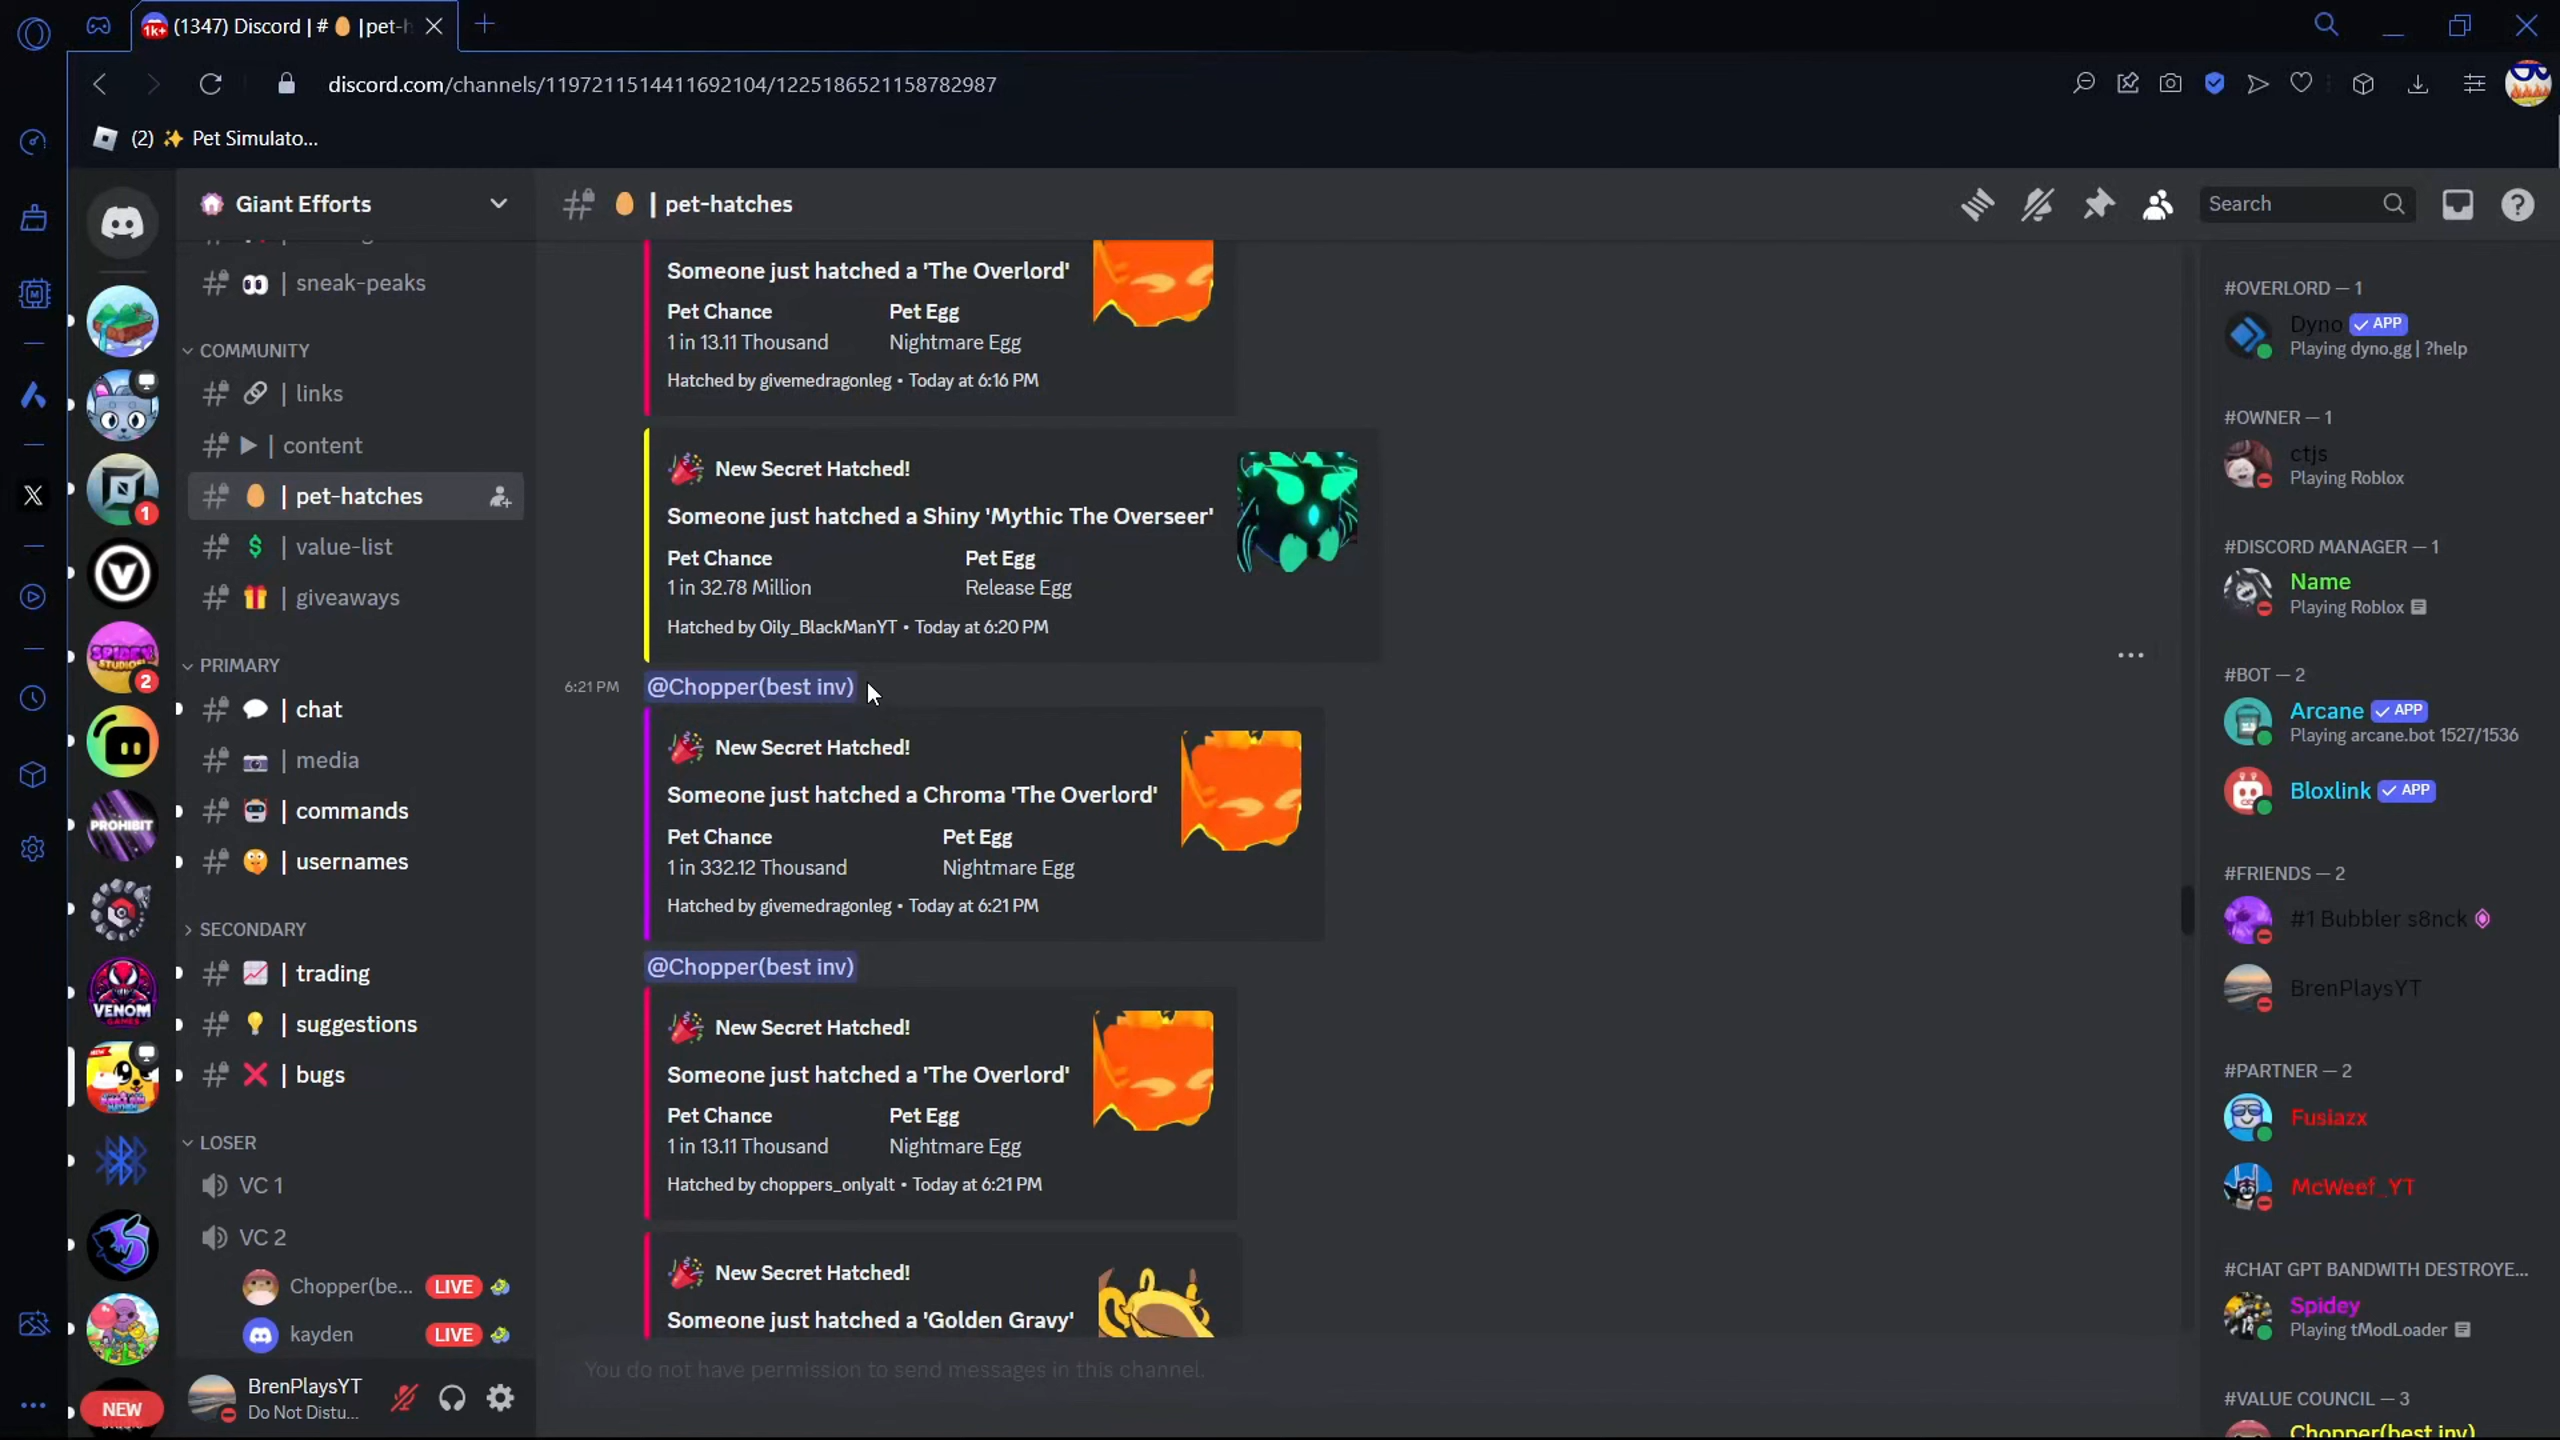 (1347) Discord | # 🥚 | pet-h
discord.com/channels/1197211514411692104/1225186521158782987
(2) ✨ Pet Simulato...
Giant Efforts
sneak-peaks
COMMUNITY
links
content
pet-hatches
value-list
giveaways
PRIMARY
chat
media
commands
usernames
SECONDARY
trading
suggestions
bugs
LOSER
VC 1
VC 2
Chopper(be... LIVE
kayden LIVE
BrenPlaysYT
Do Not Distu...
1
SPIDEY STUDIOS
2
PROHIBIT
VENOM
GAMES
NEW
# 🥚 | pet-hatches
Search
Someone just hatched a 'The Overlord'
Pet Chance Pet Egg
1 in 13.11 Thousand Nightmare Egg
Hatched by givemedragonleg • Today at 6:16 PM
🎉 New Secret Hatched!
Someone just hatched a Shiny 'Mythic The Overseer'
Pet Chance Pet Egg
1 in 32.78 Million Release Egg
Hatched by Oily_BlackManYT • Today at 6:20 PM
6:21 PM @Chopper(best inv)
🎉 New Secret Hatched!
Someone just hatched a Chroma 'The Overlord'
Pet Chance Pet Egg
1 in 332.12 Thousand Nightmare Egg
Hatched by givemedragonleg • Today at 6:21 PM
@Chopper(best inv)
🎉 New Secret Hatched!
Someone just hatched a 'The Overlord'
Pet Chance Pet Egg
1 in 13.11 Thousand Nightmare Egg
Hatched by choppers_onlyalt • Today at 6:21 PM
🎉 New Secret Hatched!
Someone just hatched a 'Golden Gravy'
You do not have permission to send messages in this channel.
#OVERLORD — 1
Dyno ✓ APP
Playing dyno.gg | ?help
#OWNER — 1
ctjs
Playing Roblox
#DISCORD MANAGER — 1
Name
Playing Roblox
#BOT — 2
Arcane ✓ APP
Playing arcane.bot 1527/1536
Bloxlink ✓ APP
#FRIENDS — 2
#1 Bubbler s8nck
BrenPlaysYT
#PARTNER — 2
Fuslazx
McWeef_YT
#CHAT GPT BANDWITH DESTROYE...
Spidey
Playing tModLoader
#VALUE COUNCIL — 3
Chopper(best inv)